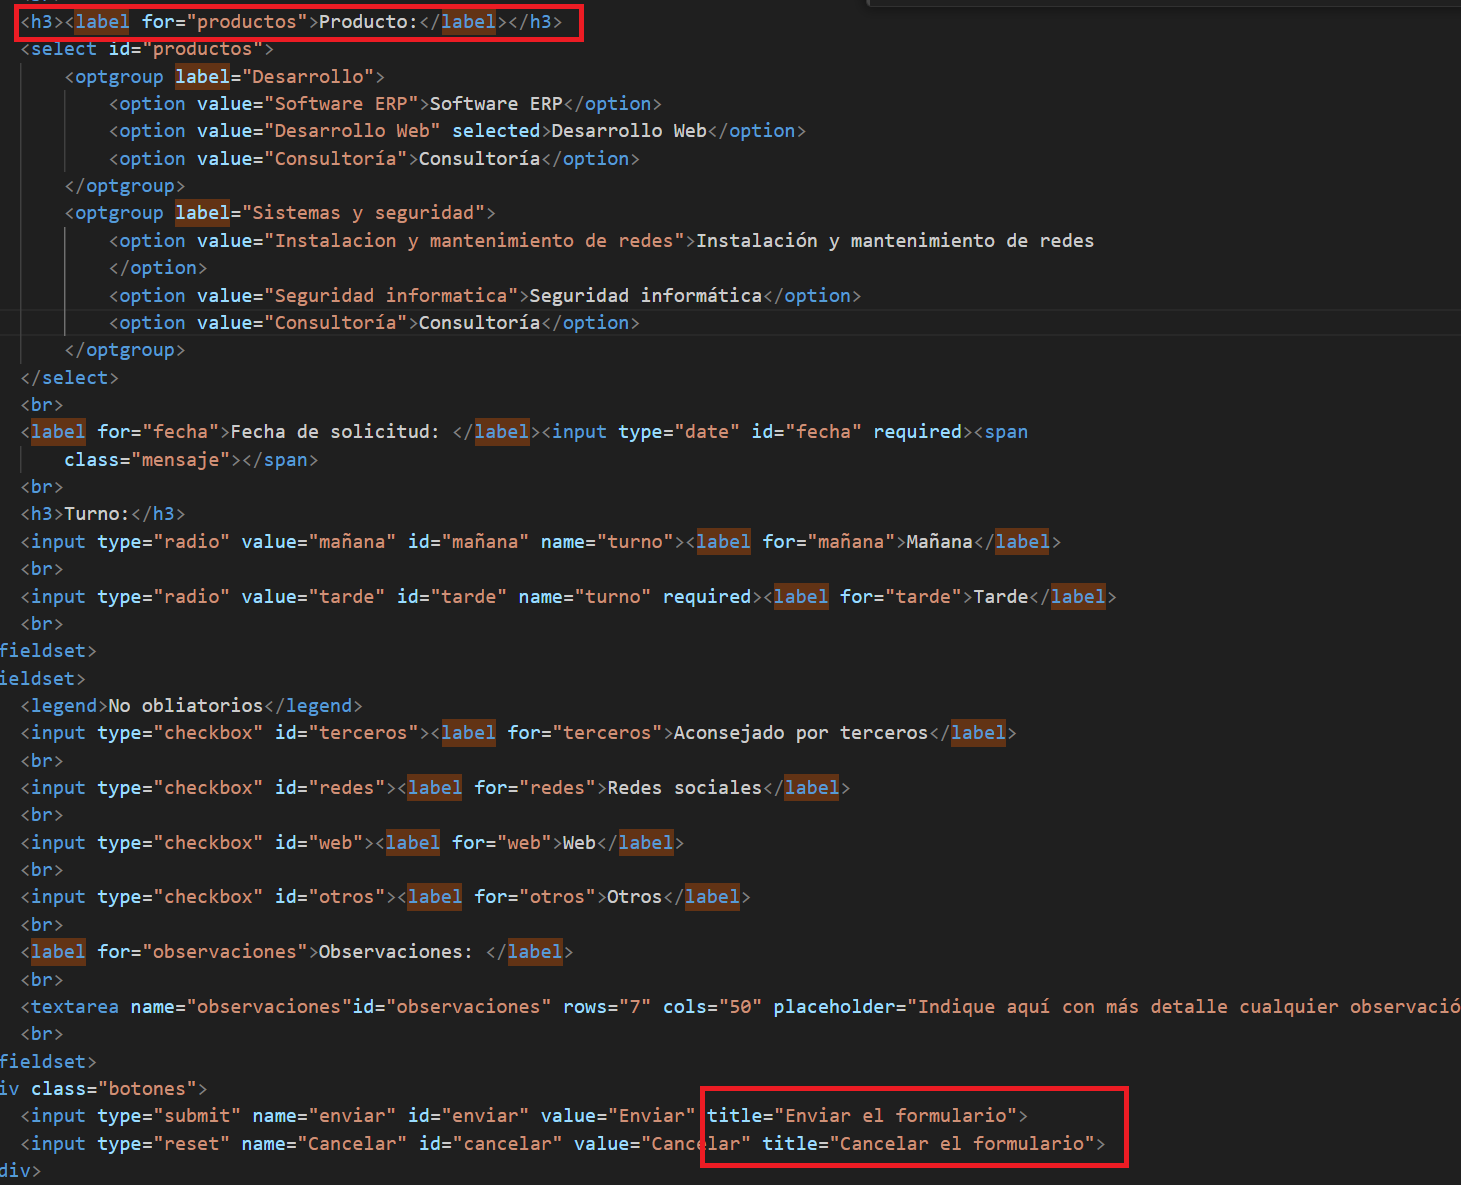 <h3><label for="productos">Producto:</label></h3>
<select id="productos">
<optgroup label="Desarrollo">
<option value="Software ERP">Software ERP</option>
<option value="Desarrollo Web" selected>Desarrollo Web</option>
<option value="Consultoría">Consultoría</option>
</optgroup>
<optgroup label="Sistemas y seguridad">
<option value="Instalacion y mantenimiento de redes">Instalación y mantenimiento de redes
</option>
<option value="Seguridad informatica">Seguridad informática</option>
<option value="Consultoría">Consultoría</option>
</optgroup>
</select>
<br>
<label for="fecha">Fecha de solicitud: </label><input type="date" id="fecha" required><span
class="mensaje"></span>
<br>
<h3>Turno:</h3>
<input type="radio" value="mañana" id="mañana" name="turno"><label for="mañana">Mañana</label>
<br>
<input type="radio" value="tarde" id="tarde" name="turno" required><label for="tarde">Tarde</label>
<br>
fieldset>
ieldset>
<legend>No obliatorios</legend>
<input type="checkbox" id="terceros"><label for="terceros">Aconsejado por terceros</label>
<br>
<input type="checkbox" id="redes"><label for="redes">Redes sociales</label>
<br>
<input type="checkbox" id="web"><label for="web">Web</label>
<br>
<input type="checkbox" id="otros"><label for="otros">Otros</label>
<br>
<label for="observaciones">Observaciones: </label>
<br>
<textarea name="observaciones"id="observaciones" rows="7" cols="50" placeholder="Indique aquí con más detalle cualquier observació
<br>
fieldset>
iv class="botones">
<input type="submit" name="enviar" id="enviar" value="Enviar" title="Enviar el formulario">
<input type="reset" name="Cancelar" id="cancelar" value="Cancelar" title="Cancelar el formulario">
div>